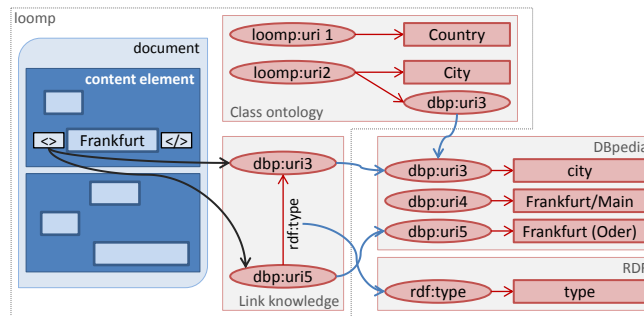 loomp
document
content element
<> Frankfurt </>
loomp:uri 1 Country
loomp:uri2 City
dbp:uri3
Class ontology
dbp:uri3
rdf:type
dbp:uri5
Link knowledge
DBpedia
dbp:uri3 city
dbp:uri4 Frankfurt/Main
dbp:uri5 Frankfurt (Oder)
RDF
rdf:type type